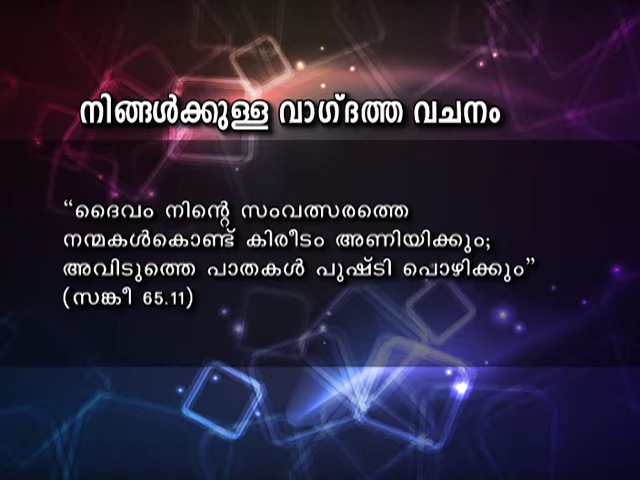 നിങ്ങൾക്കുള്ള വാഗ്ദത്ത വചനം
“ദൈവം നിന്റെ സംവത്സരത്തെ
നന്മകൾകൊണ്ട് കിരീടം അണിയിക്കും;
അവിടുത്തെ പാതകൾ പുഷ്ടി പൊഴിക്കും”
(സങ്കീ 65.11)